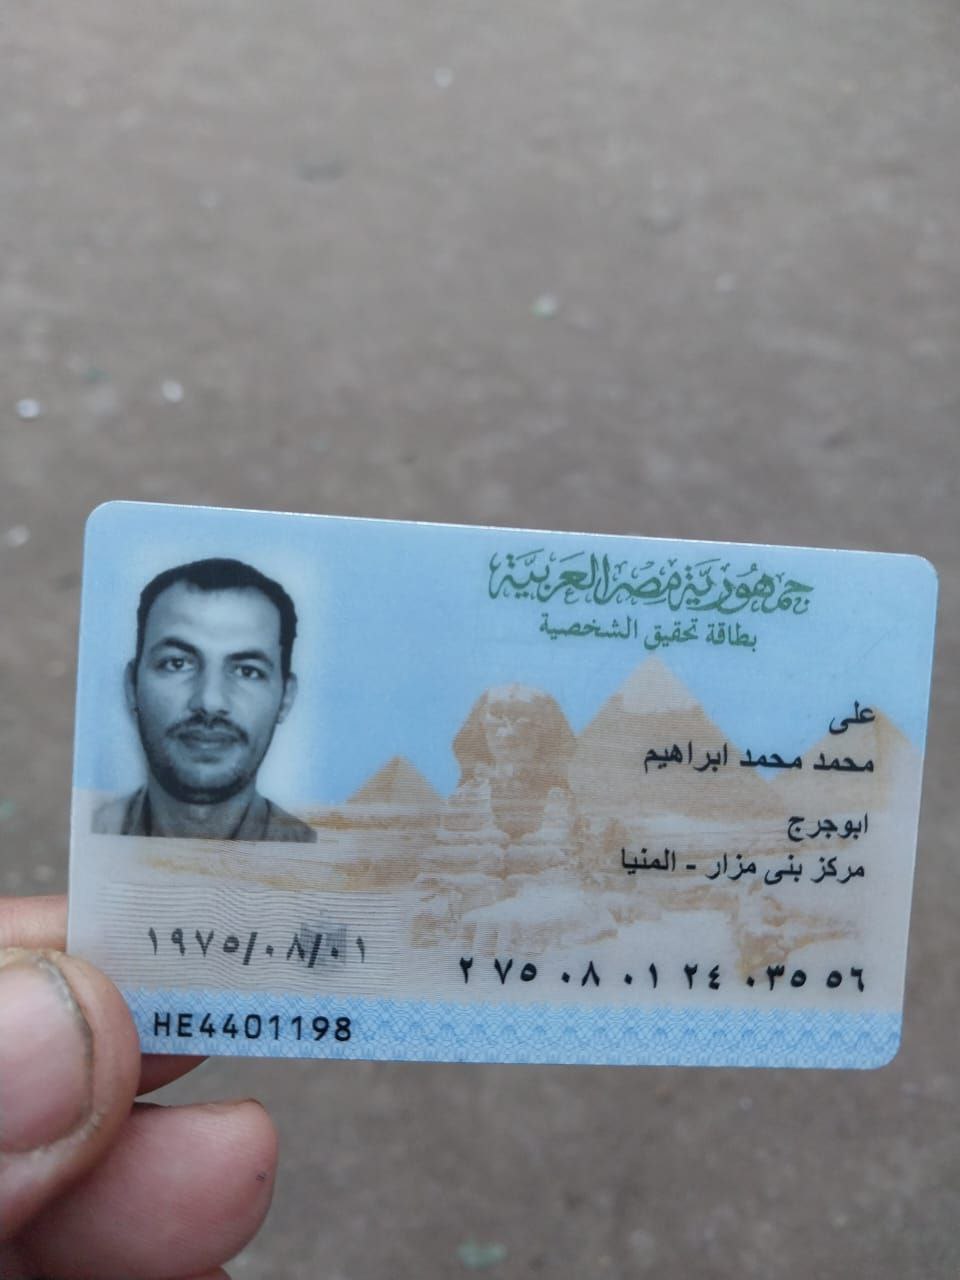 جمهورية مصر العربية
بطاقة تحقيق الشخصية
على
محمد محمد ابراهيم
ابوجرج
مركز بنى مزار - المنيا
١٩٧٥/٠٨/٠١
٢ ٧٥ ٠٨ ٠١ ٢٤ ٠٣٥ ٥٦
HE4401198